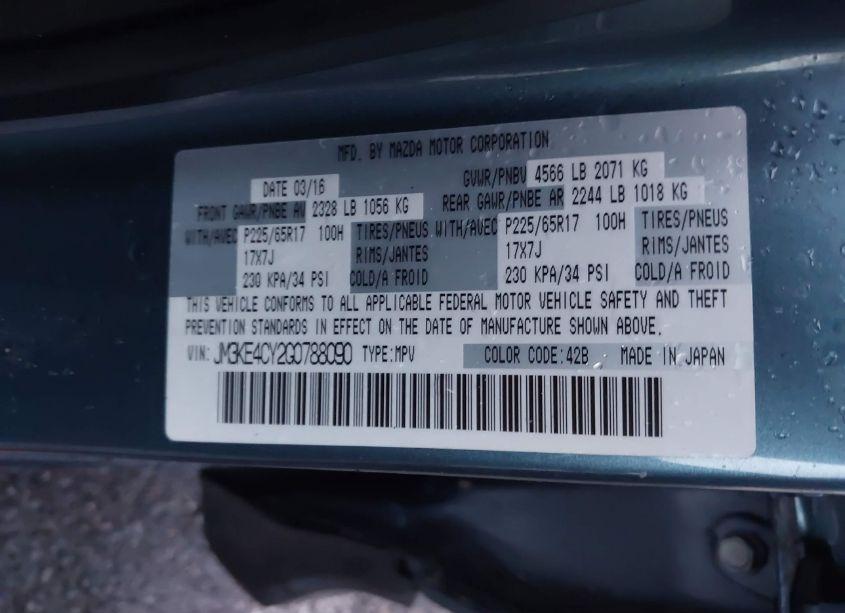 MFD. BY MAZDA MOTOR CORPORATION
DATE 03/16 GVWR/PNBV 4566 LB 2071 KG
FRONT GAWR/PNBE AV 2328 LB 1056 KG REAR GAWR/PNBE AR 2244 LB 1018 KG
WITH/AVEC P225/65R17 100H TIRES/PNEUS WITH/AVEC P225/65R17 100H TIRES/PNEUS
17X7J RIMS/JANTES 17X7J RIMS/JANTES
230 KPA/34 PSI COLD/A FROID 230 KPA/34 PSI COLD/A FROID
THIS VEHICLE CONFORMS TO ALL APPLICABLE FEDERAL MOTOR VEHICLE SAFETY AND THEFT
PREVENTION STANDARDS IN EFFECT ON THE DATE OF MANUFACTURE SHOWN ABOVE.
VIN: JM3KE4CY2G0788090 TYPE:MPV COLOR CODE:42B MADE IN JAPAN